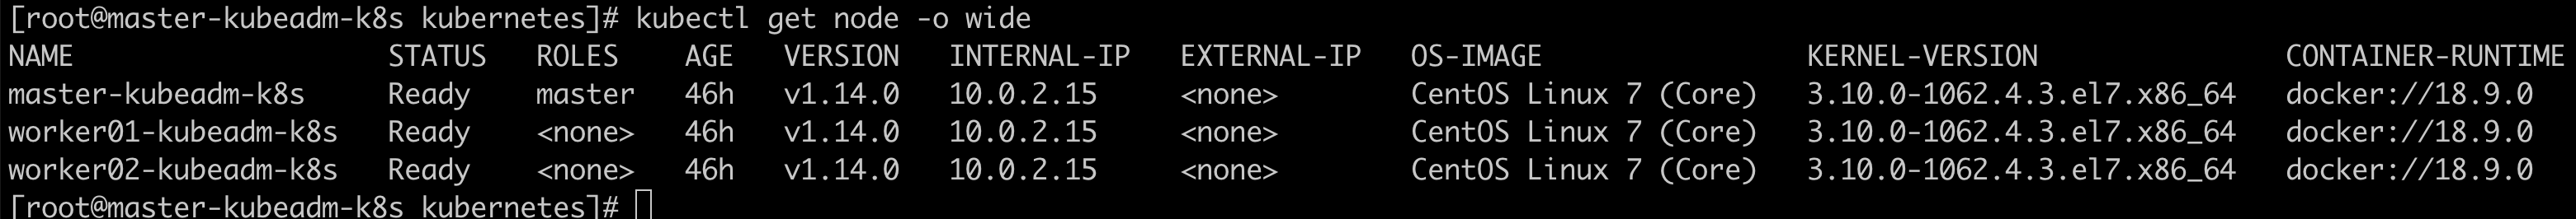 [root@master-kubeadm-k8s kubernetes]# kubectl get node -o wide
NAME                    STATUS   ROLES    AGE   VERSION   INTERNAL-IP   EXTERNAL-IP   OS-IMAGE                KERNEL-VERSION               CONTAINER-RUNTIME
master-kubeadm-k8s      Ready    master   46h   v1.14.0   10.0.2.15     <none>        CentOS Linux 7 (Core)   3.10.0-1062.4.3.el7.x86_64   docker://18.9.0
worker01-kubeadm-k8s    Ready    <none>   46h   v1.14.0   10.0.2.15     <none>        CentOS Linux 7 (Core)   3.10.0-1062.4.3.el7.x86_64   docker://18.9.0
worker02-kubeadm-k8s    Ready    <none>   46h   v1.14.0   10.0.2.15     <none>        CentOS Linux 7 (Core)   3.10.0-1062.4.3.el7.x86_64   docker://18.9.0
[root@master-kubeadm-k8s kubernetes]#